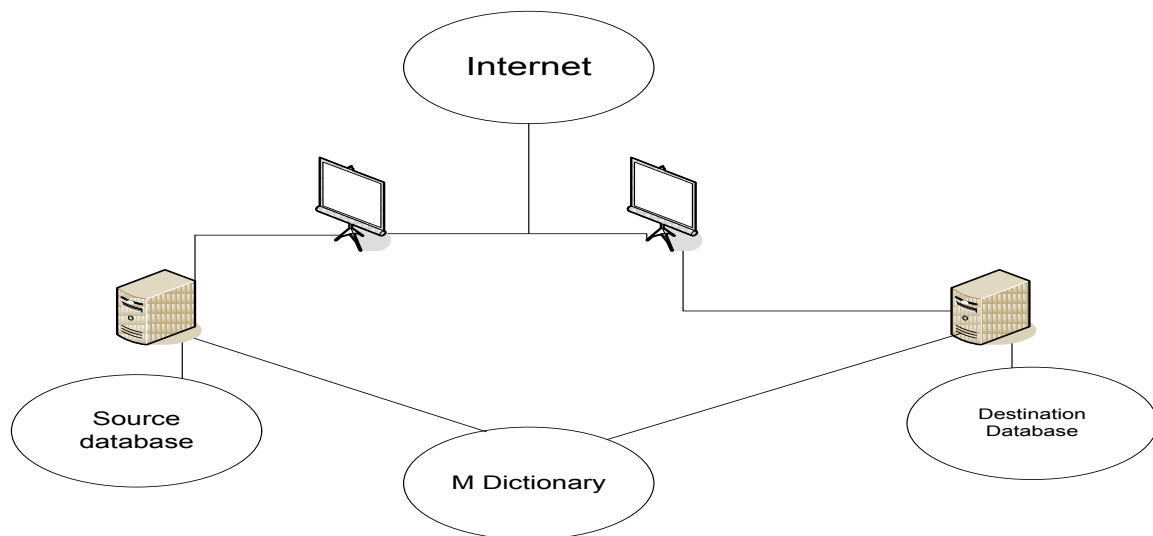 Internet
Source
database
Destination
Database
M Dictionary